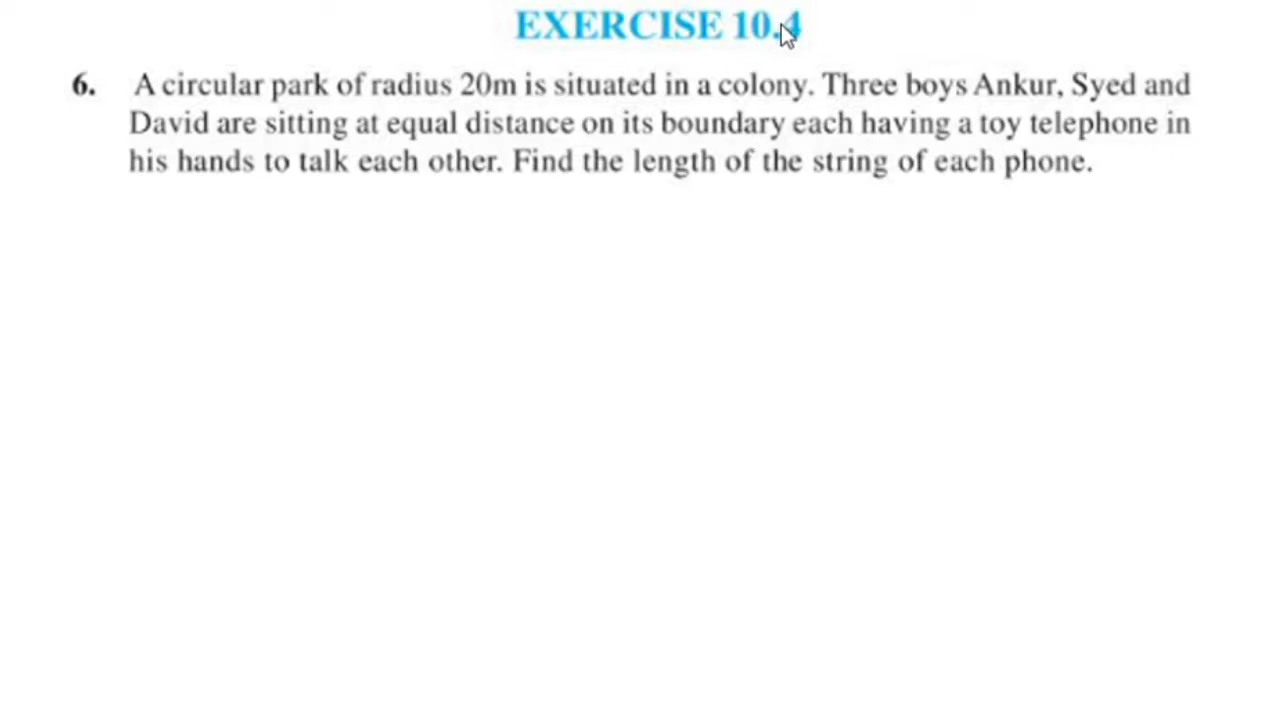 EXERCISE 10.4
6. A circular park of radius 20m is situated in a colony. Three boys Ankur, Syed and
David are sitting at equal distance on its boundary each having a toy telephone in
his hands to talk each other. Find the length of the string of each phone.